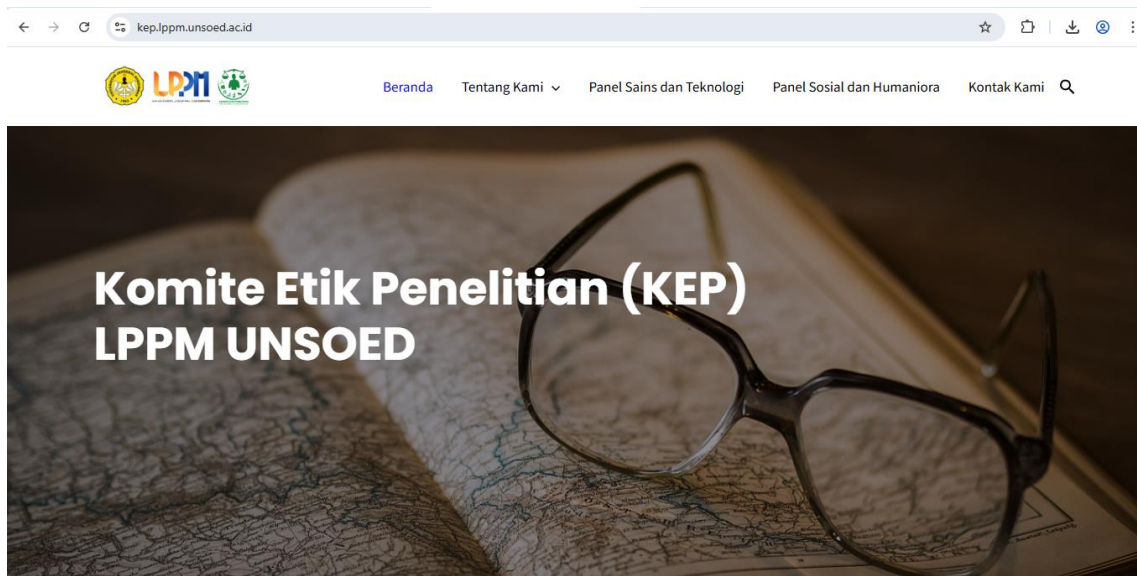 kep.lppm.unsoed.ac.id
LPPM
Beranda
Tentang Kami
Panel Sains dan Teknologi
Panel Sosial dan Humaniora
Kontak Kami
Komite Etik Penelitian (KEP)
LPPM UNSOED